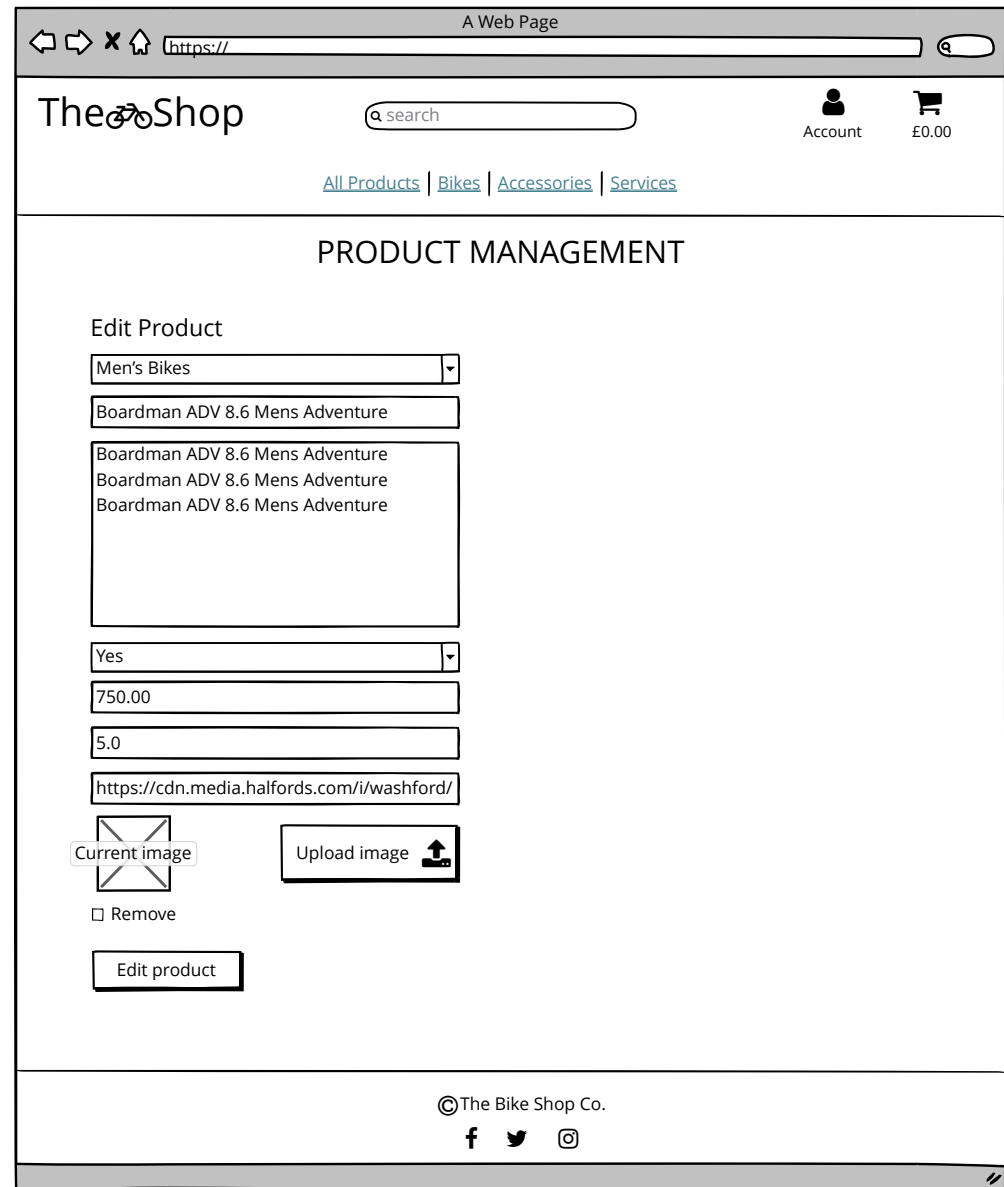 A Web Page
https://
The Shop
search
Account
£0.00
All Products | Bikes | Accessories | Services
PRODUCT MANAGEMENT
Edit Product
Men’s Bikes
Boardman ADV 8.6 Mens Adventure
Boardman ADV 8.6 Mens Adventure
Boardman ADV 8.6 Mens Adventure
Boardman ADV 8.6 Mens Adventure
Yes
750.00
5.0
https://cdn.media.halfords.com/i/washford/
Current image
Upload image
Remove
Edit product
©The Bike Shop Co.